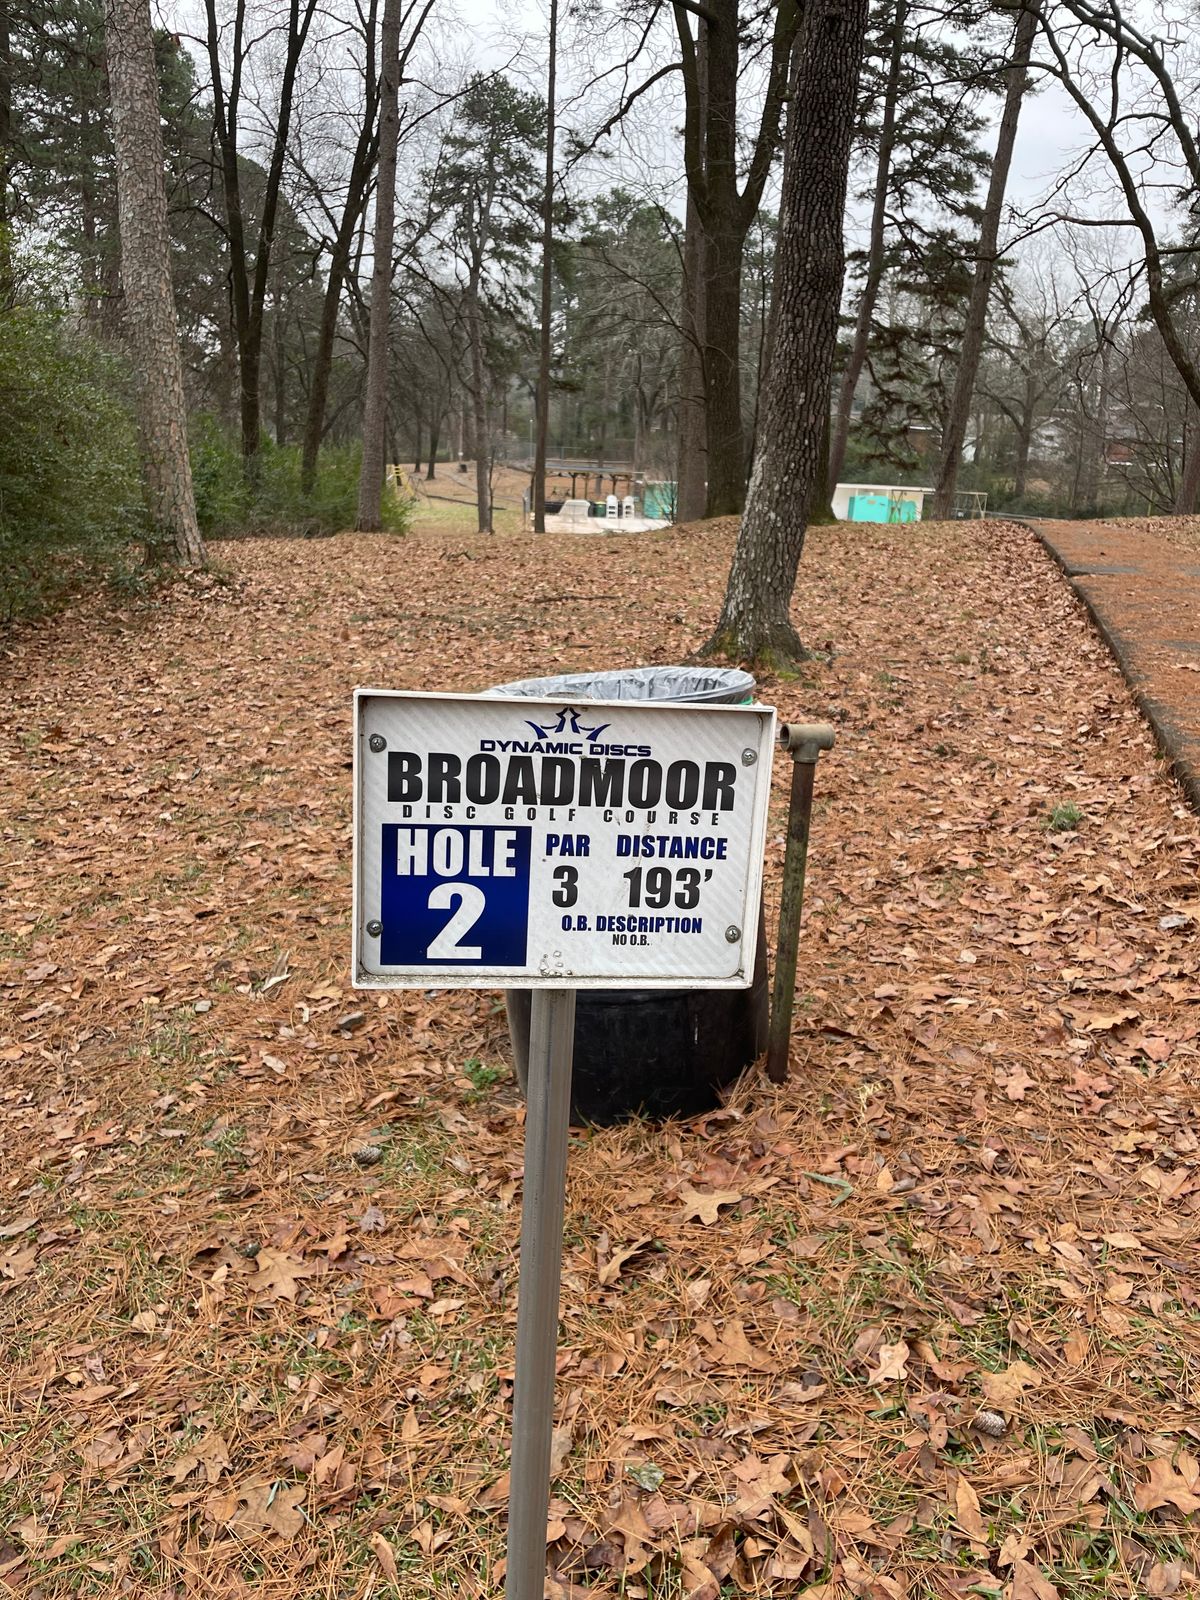 DYNAMIC DISCS
BROADMOOR
DISC GOLF COURSE
HOLE
2
PAR
3
DISTANCE
193'
O.B. DESCRIPTION
NO O.B.